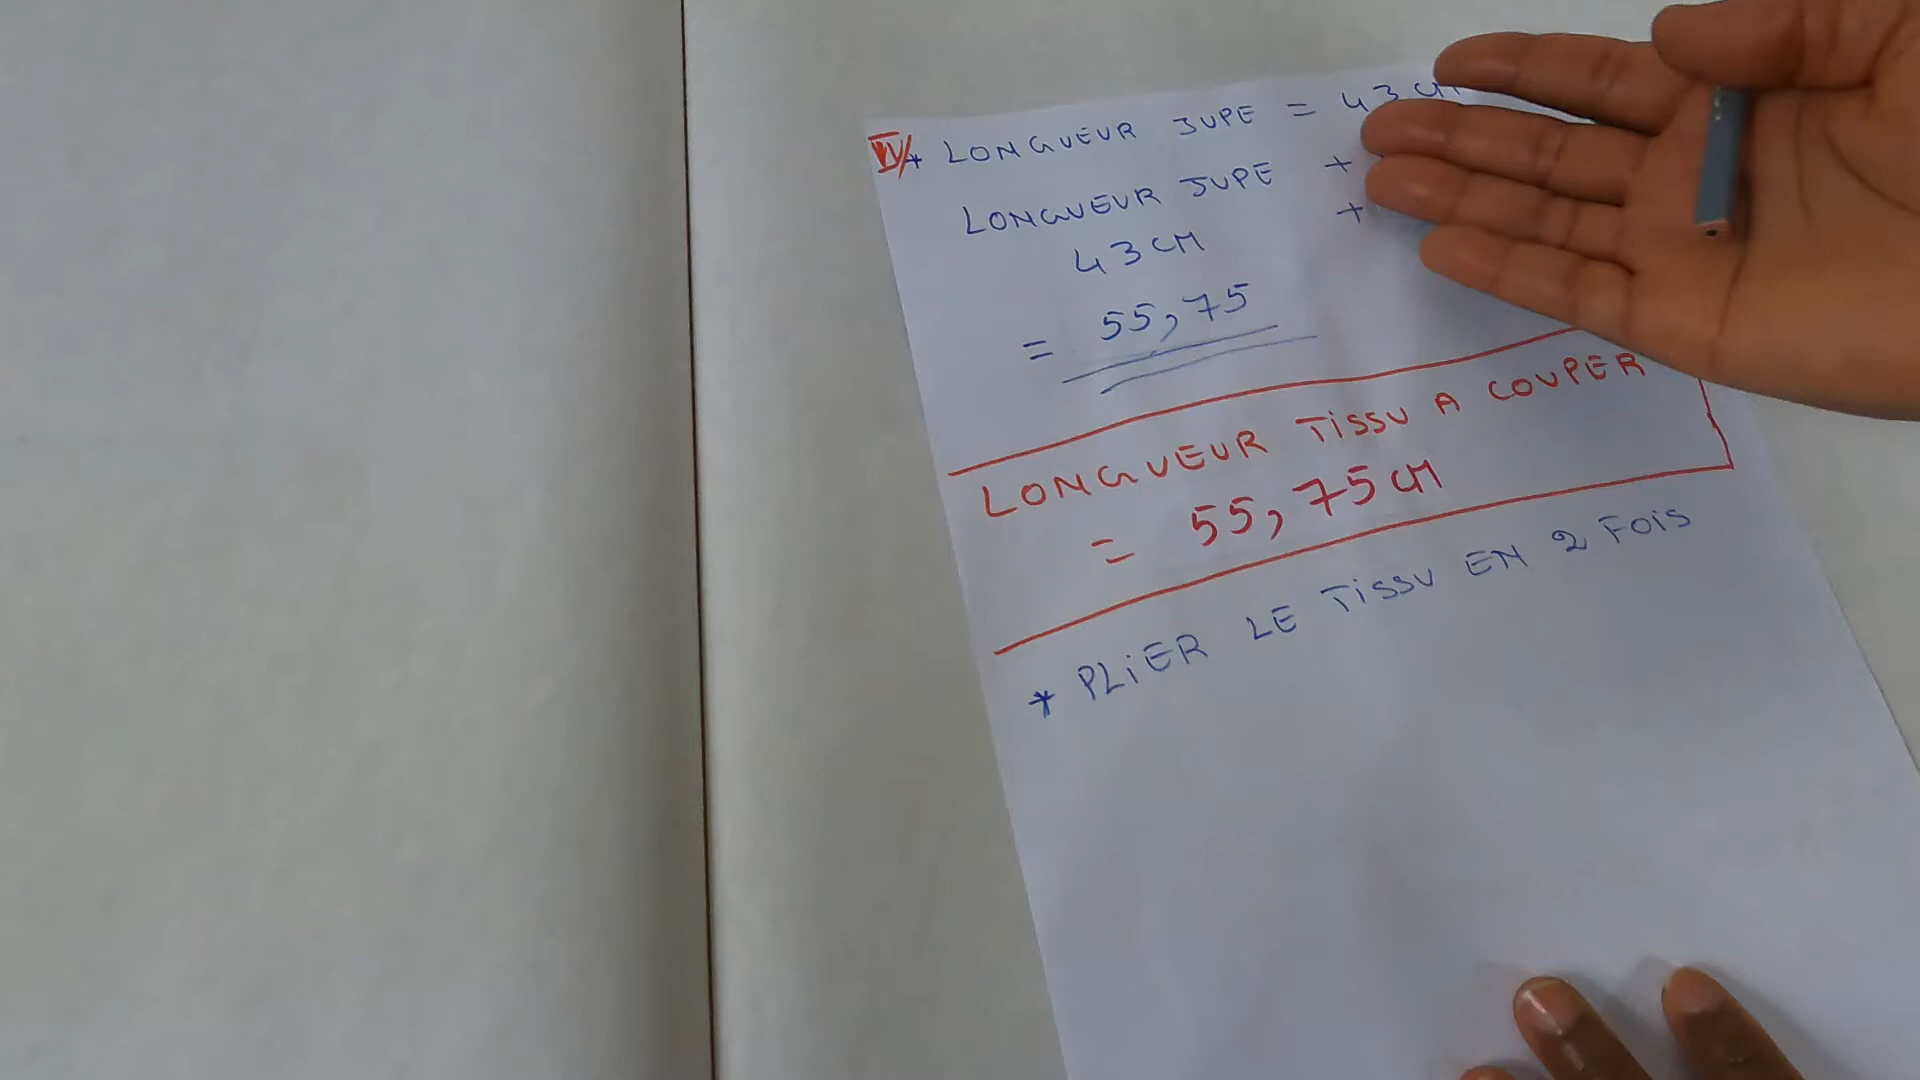 IV/* LONGUEUR JUPE = 43 CM
LONGUEUR JUPE +
43 CM +
= 55,75
LONGUEUR TISSU A COUPER
= 55,75 CM
* PLIER LE TISSU EN 2 FOIS